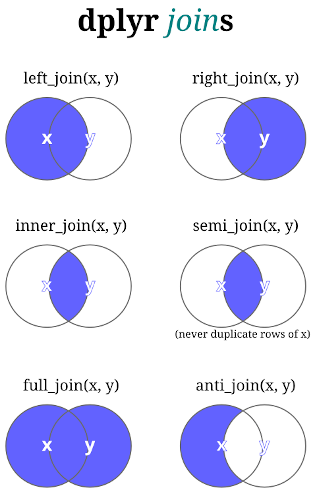 dplyr joins
left_join(x, y)
right_join(x, y)
x y
x y
inner_join(x, y)
semi_join(x, y)
x y
x y
(never duplicate rows of x)
full_join(x, y)
anti_join(x, y)
x y
x y